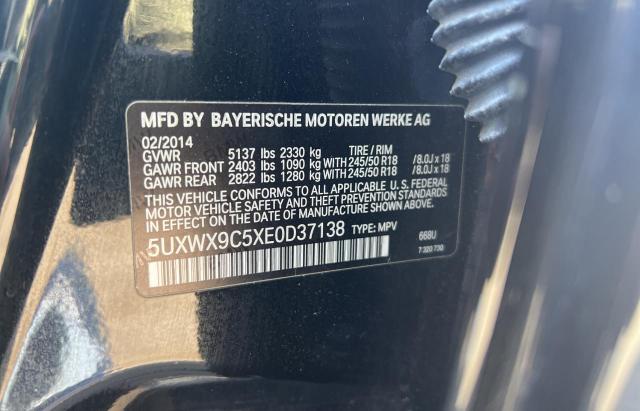 MFD BY BAYERISCHE MOTOREN WERKE AG
02/2014
GVWR 5137 lbs 2330 kg TIRE / RIM
GAWR FRONT 2403 lbs 1090 kg WITH 245/50 R18 /8.0J x 18
GAWR REAR 2822 lbs 1280 kg WITH 245/50 R18 /8.0J x 18
THIS VEHICLE CONFORMS TO ALL APPLICABLE U.S. FEDERAL
MOTOR VEHICLE SAFETY AND THEFT PREVENTION STANDARDS
IN EFFECT ON THE DATE OF MANUFACTURE SHOWN ABOVE.
5UXWX9C5XE0D37138 TYPE: MPV
668U
7 320 730